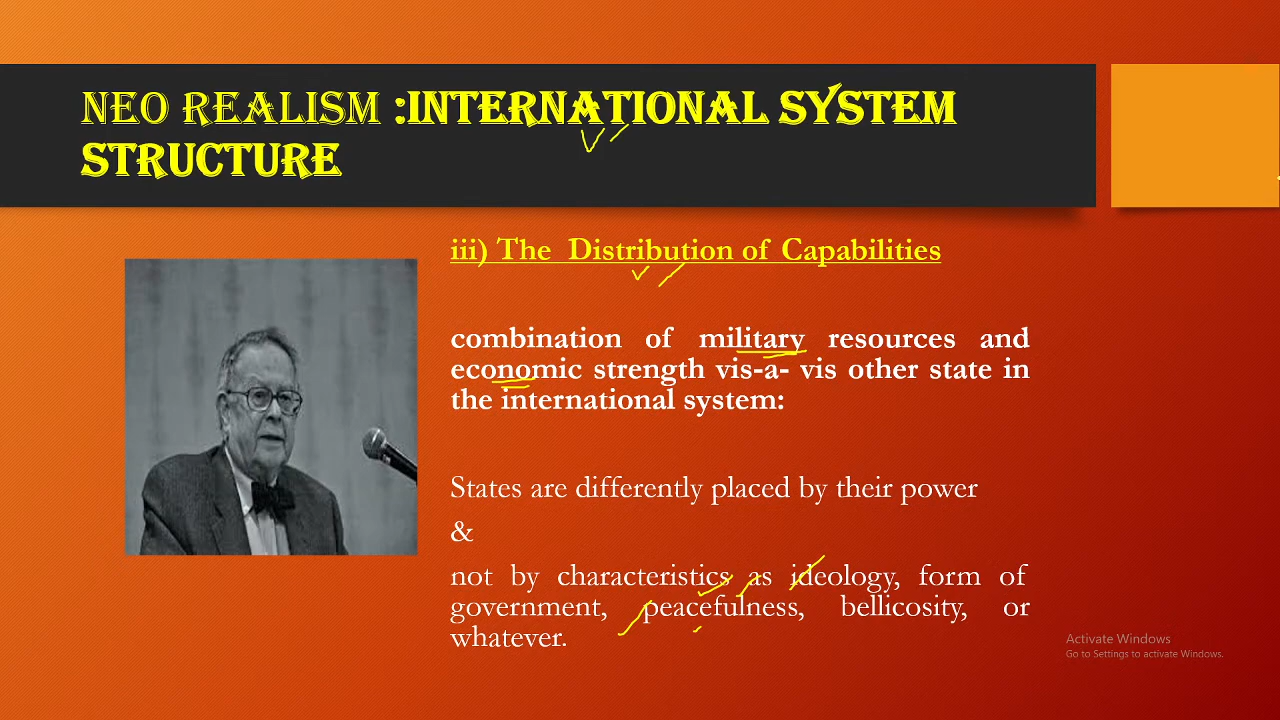 NEO REALISM :INTERNATIONAL SYSTEM
STRUCTURE
iii) The Distribution of Capabilities
combination of military resources and
economic strength vis-a- vis other state in
the international system:
States are differently placed by their power
&
not by characteristics as ideology, form of
government, peacefulness, bellicosity, or
whatever.
Activate Windows
Go to Settings to activate Windows.